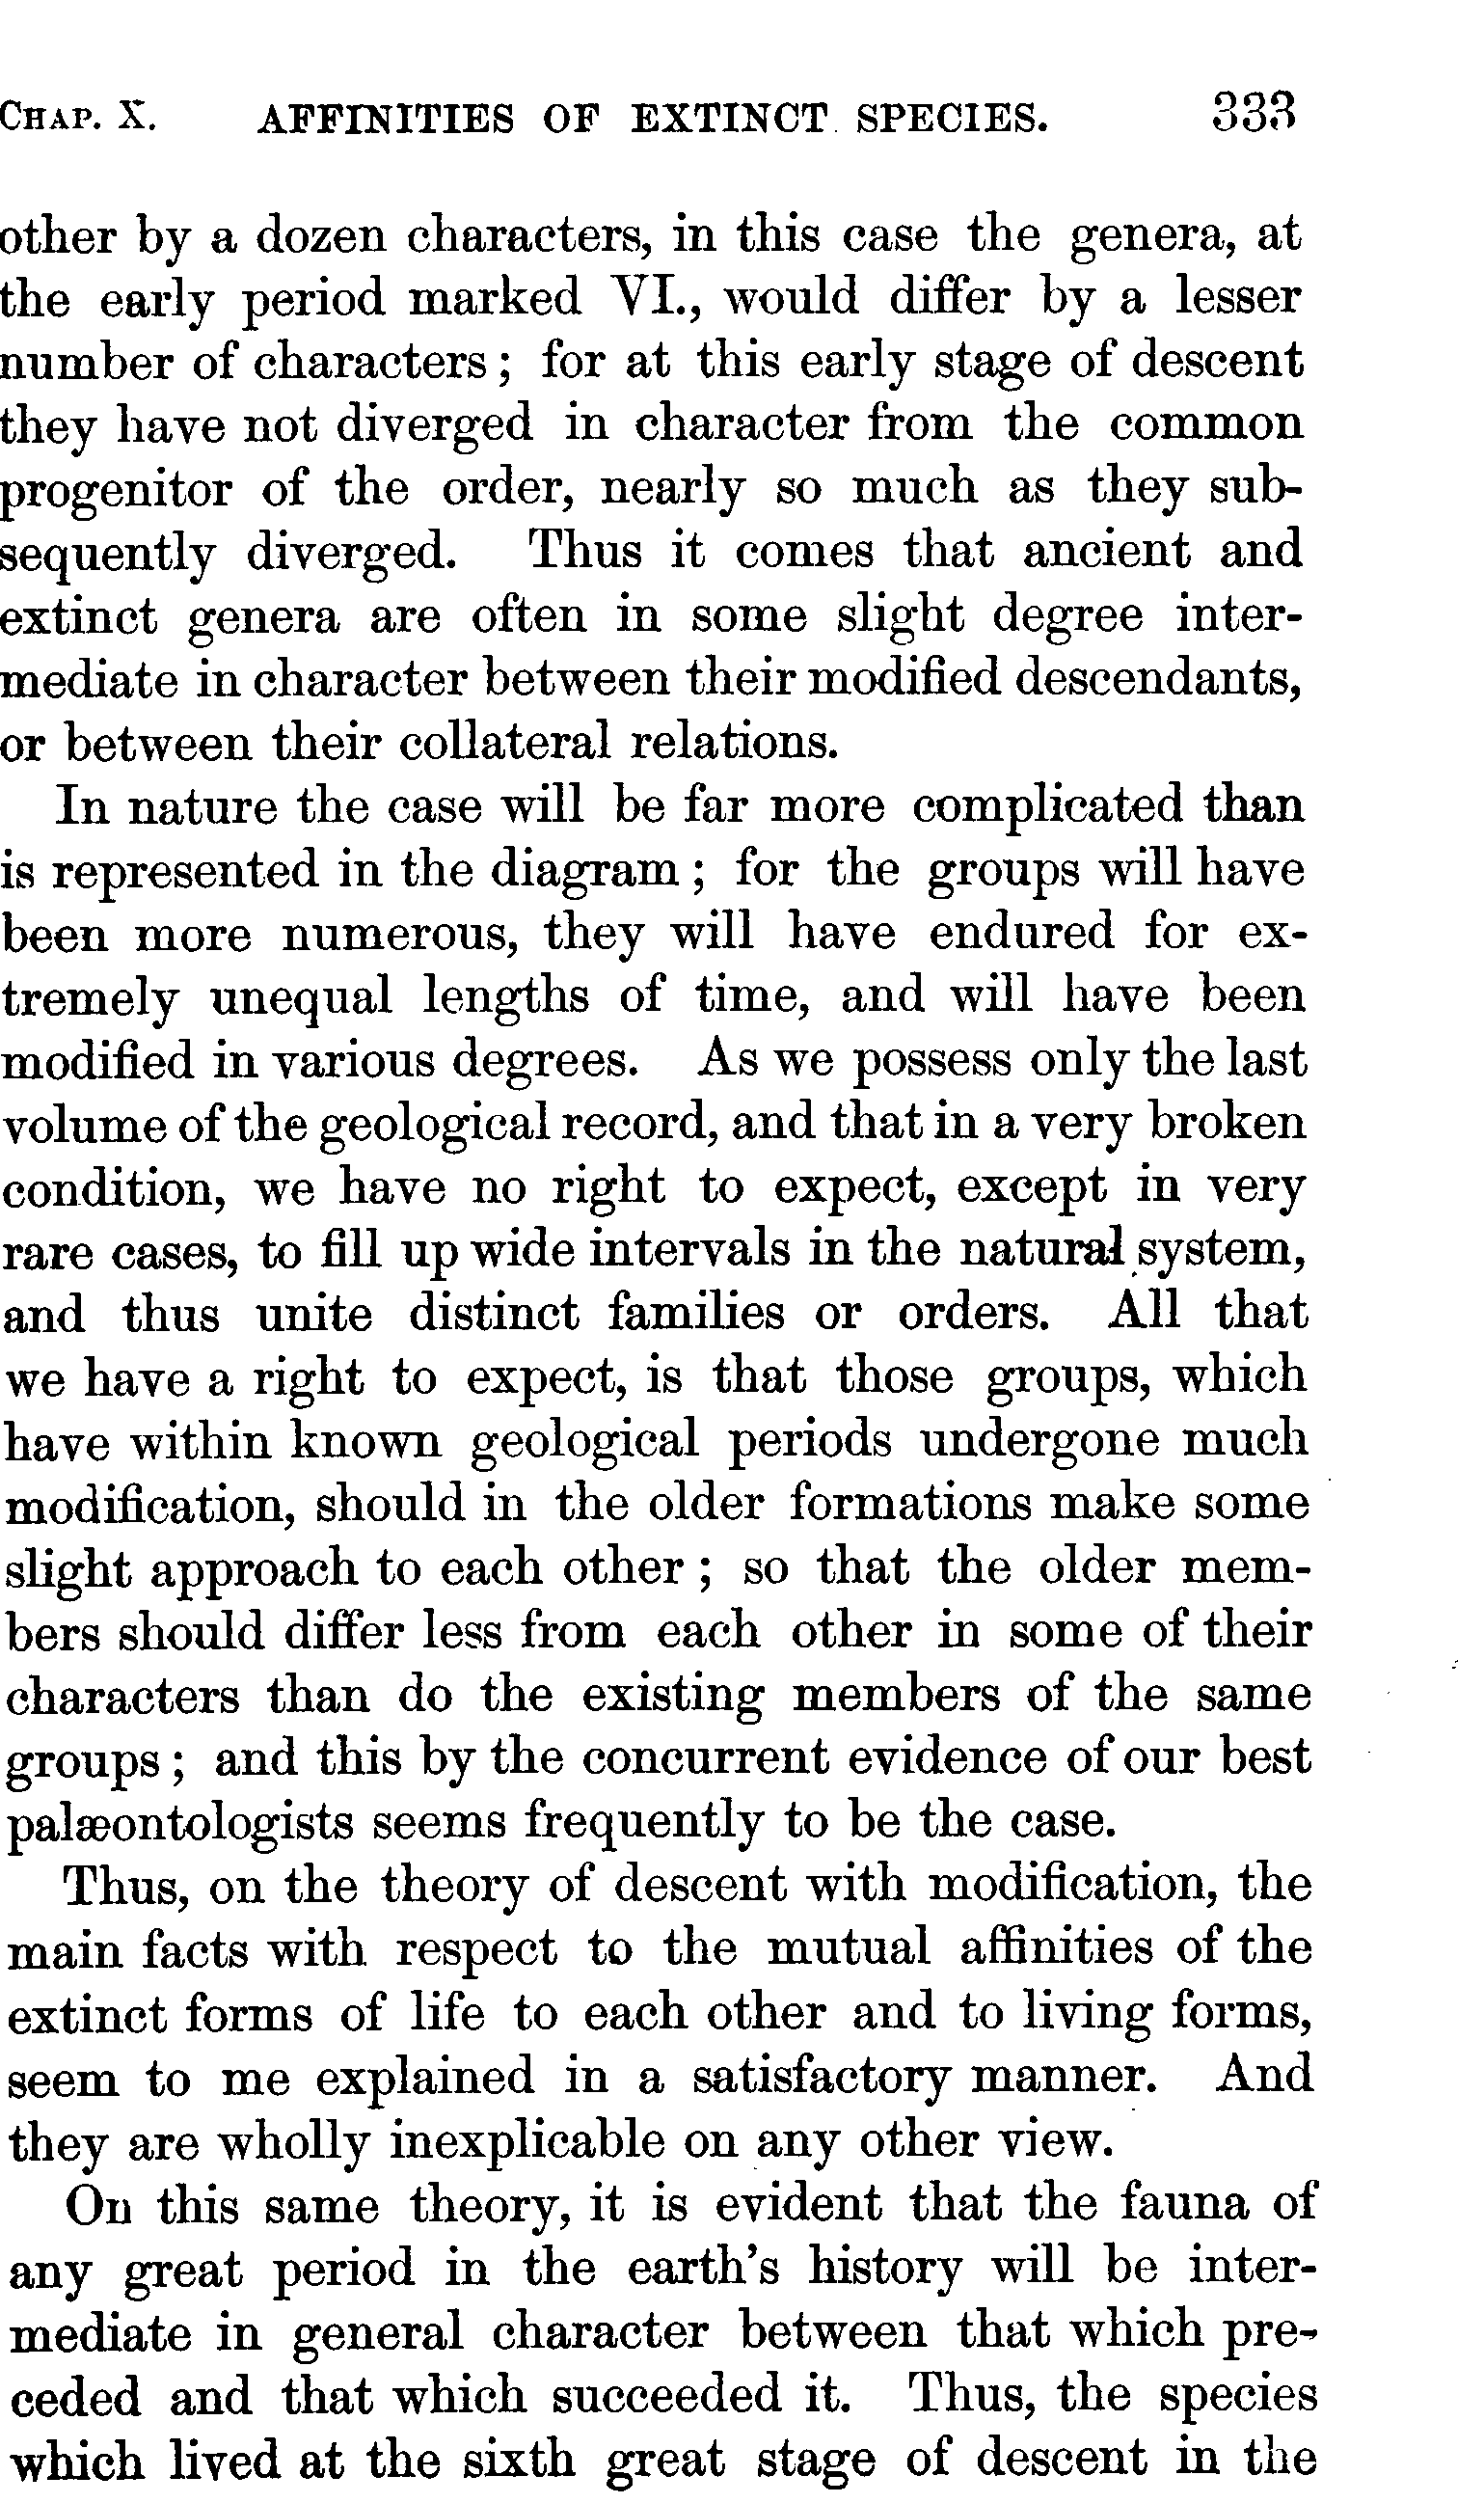 CHAP. X. AFFINITIES OF EXTINCT SPECIES. 333
other by a dozen characters, in this case the genera, at
the early period marked VI., would differ by a lesser
number of characters; for at this early stage of descent
they have not diverged in character from the common
progenitor of the order, nearly so much as they sub-
sequently diverged. Thus it comes that ancient and
extinct genera are often in some slight degree inter-
mediate in character between their modified descendants,
or between their collateral relations.
In nature the case will be far more complicated than
is represented in the diagram; for the groups will have
been more numerous, they will have endured for ex-
tremely unequal lengths of time, and will have been
modified in various degrees. As we possess only the last
volume of the geological record, and that in a very broken
condition, we have no right to expect, except in very
rare cases, to fill up wide intervals in the natural system,
and thus unite distinct families or orders. All that
we have a right to expect, is that those groups, which
have within known geological periods undergone much
modification, should in the older formations make some
slight approach to each other; so that the older mem-
bers should differ less from each other in some of their
characters than do the existing members of the same
groups; and this by the concurrent evidence of our best
palæontologists seems frequently to be the case.
Thus, on the theory of descent with modification, the
main facts with respect to the mutual affinities of the
extinct forms of life to each other and to living forms,
seem to me explained in a satisfactory manner. And
they are wholly inexplicable on any other view.
On this same theory, it is evident that the fauna of
any great period in the earth's history will be inter-
mediate in general character between that which pre-
ceded and that which succeeded it. Thus, the species
which lived at the sixth great stage of descent in the